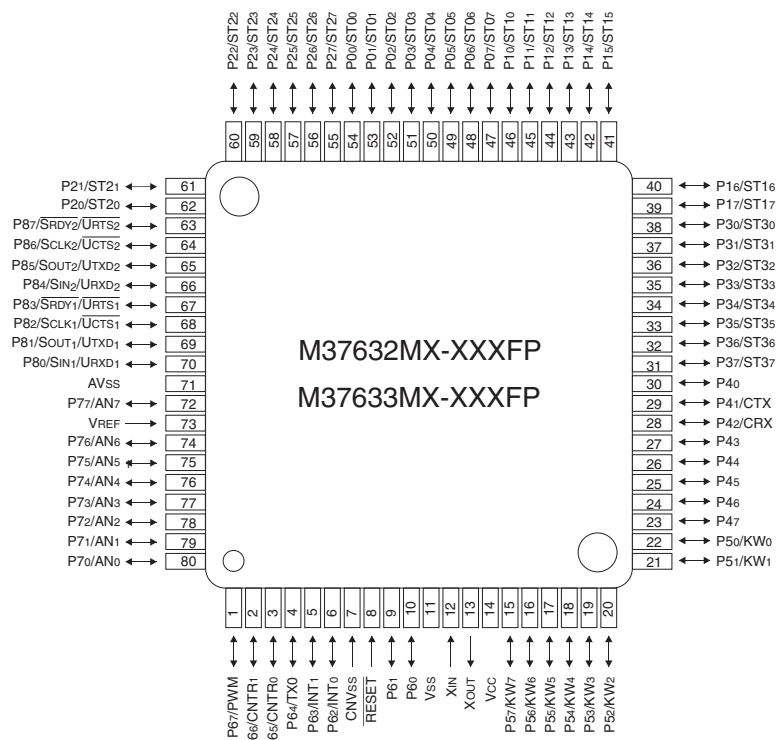 P22/ST22
P23/ST23
P24/ST24
P25/ST25
P26/ST26
P27/ST27
P00/ST00
P01/ST01
P02/ST02
P03/ST03
P04/ST04
P05/ST05
P06/ST06
P07/ST07
P10/ST10
P11/ST11
P12/ST12
P13/ST13
P14/ST14
P15/ST15
60
59
58
57
56
55
54
53
52
51
50
49
48
47
46
45
44
43
42
41
P21/ST21 61
P20/ST20 62
P87/SRDY2/URTS2 63
P86/SCLK2/UCTS2 64
P85/SOUT2/UTXD2 65
P84/SIN2/URXD2 66
P83/SRDY1/URTS1 67
P82/SCLK1/UCTS1 68
P81/SOUT1/UTXD1 69
P80/SIN1/URXD1 70
AVSS 71
P77/AN7 72
VREF 73
P76/AN6 74
P75/AN5 75
P74/AN4 76
P73/AN3 77
P72/AN2 78
P71/AN1 79
P70/AN0 80
M37632MX-XXXFP
M37633MX-XXXFP
40 P16/ST16
39 P17/ST17
38 P30/ST30
37 P31/ST31
36 P32/ST32
35 P33/ST33
34 P34/ST34
33 P35/ST35
32 P36/ST36
31 P37/ST37
30 P40
29 P41/CTX
28 P42/CRX
27 P43
26 P44
25 P45
24 P46
23 P47
22 P50/KW0
21 P51/KW1
1
2
3
4
5
6
7
8
9
10
11
12
13
14
15
16
17
18
19
20
P67/PWM
66/CNTR1
65/CNTR0
P64/TX0
P63/INT1
P62/INT0
CNVSS
RESET
P61
P60
VSS
XIN
XOUT
VCC
P57/KW7
P56/KW6
P55/KW5
P54/KW4
P53/KW3
P52/KW2